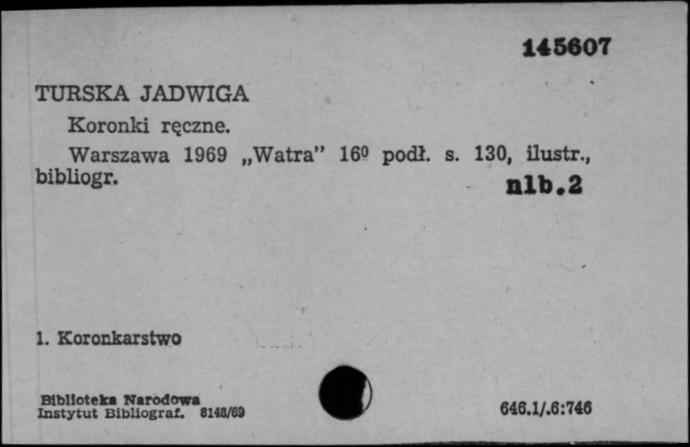 145607
TURSKA JADWIGA
Koronki ręczne.
Warszawa 1969 „Watra” 16º podł. s. 130, ilustr.,
bibliogr.
nlb.2
1. Koronkarstwo
Biblioteka Narodowa
Instytut Bibliograf. 8148/69
646.1/.6:746